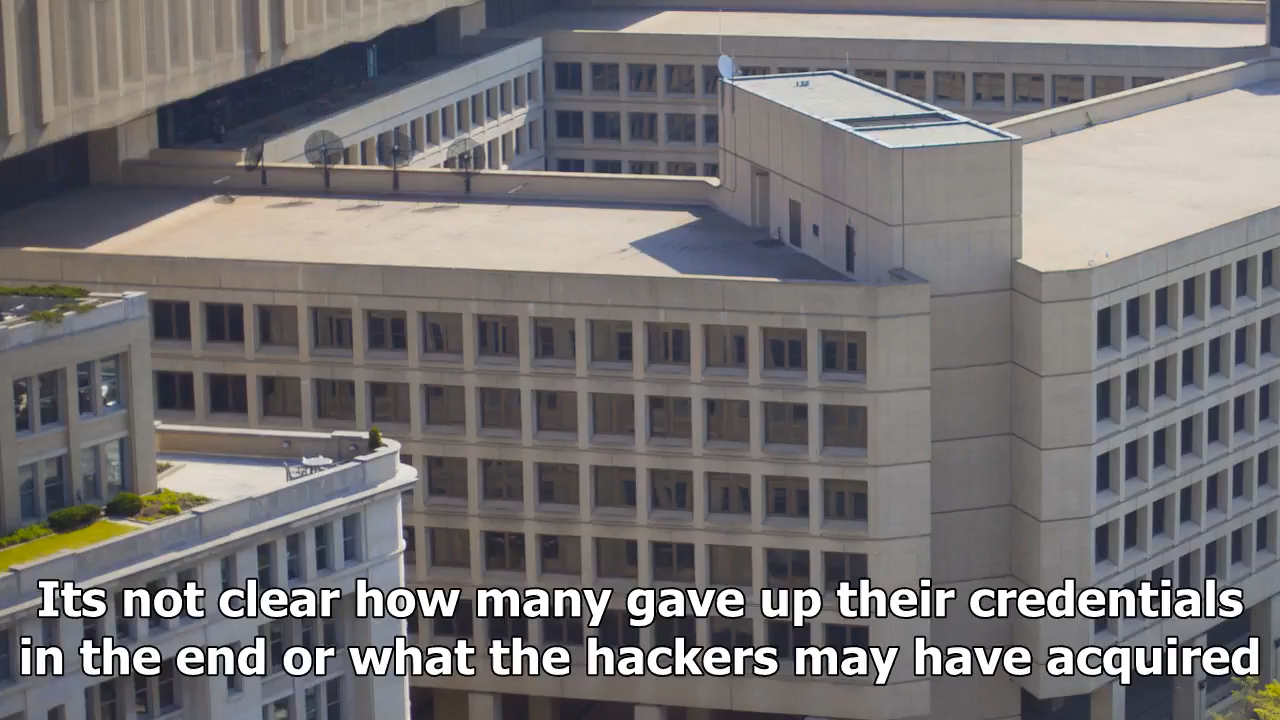 Its not clear how many gave up their credentials
in the end or what the hackers may have acquired